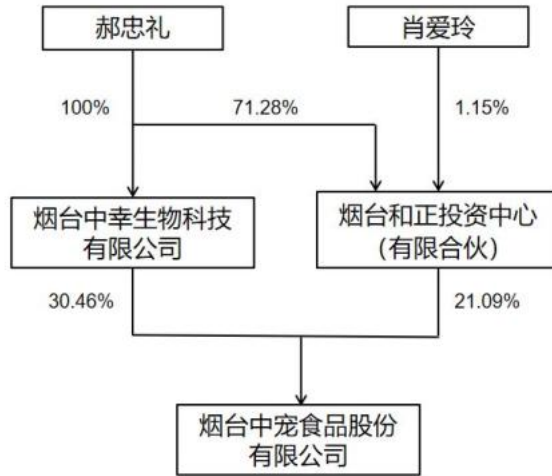 郝忠礼
肖爱玲
100%
71.28%
1.15%
烟台中幸生物科技
有限公司
烟台和正投资中心
（有限合伙）
30.46%
21.09%
烟台中宠食品股份
有限公司